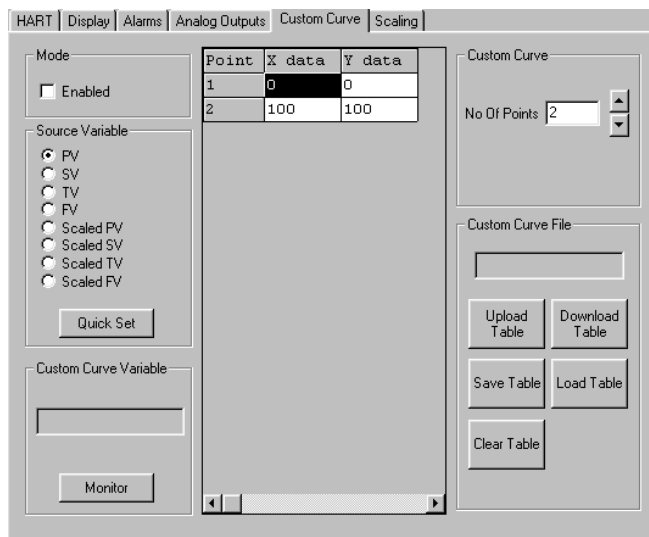 HART Display Alarms Analog Outputs Custom Curve Scaling
Mode
Enabled
Source Variable
PV
SV
TV
FV
Scaled PV
Scaled SV
Scaled TV
Scaled FV
Quick Set
Custom Curve Variable
Monitor
Point X data Y data
1 0 0
2 100 100
Custom Curve
No Of Points 2
Custom Curve File
Upload
Table
Download
Table
Save Table Load Table
Clear Table